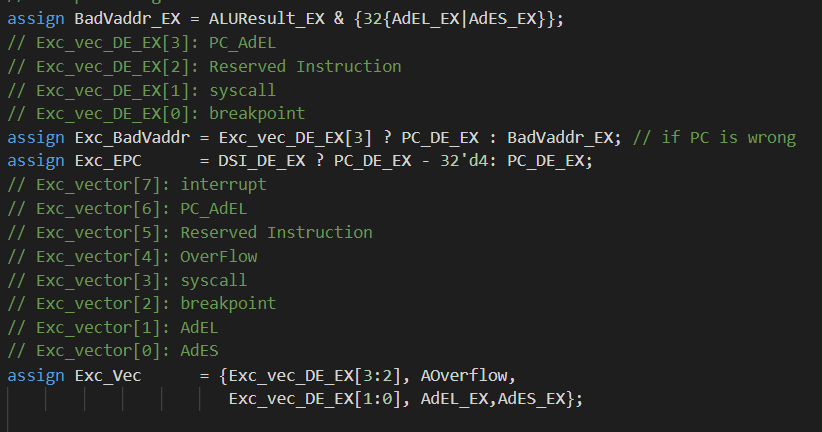 assign BadVaddr_EX = ALUResult_EX & {32{AdEL_EX|AdES_EX}};
// Exc_vec_DE_EX[3]: PC_AdEL
// Exc_vec_DE_EX[2]: Reserved Instruction
// Exc_vec_DE_EX[1]: syscall
// Exc_vec_DE_EX[0]: breakpoint
assign Exc_BadVaddr = Exc_vec_DE_EX[3] ? PC_DE_EX : BadVaddr_EX; // if PC is wrong
assign Exc_EPC      = DSI_DE_EX ? PC_DE_EX - 32'd4: PC_DE_EX;
// Exc_vector[7]: interrupt
// Exc_vector[6]: PC_AdEL
// Exc_vector[5]: Reserved Instruction
// Exc_vector[4]: OverFlow
// Exc_vector[3]: syscall
// Exc_vector[2]: breakpoint
// Exc_vector[1]: AdEL
// Exc_vector[0]: AdES
assign Exc_Vec      = {Exc_vec_DE_EX[3:2], AOverflow,
                       Exc_vec_DE_EX[1:0], AdEL_EX,AdES_EX};